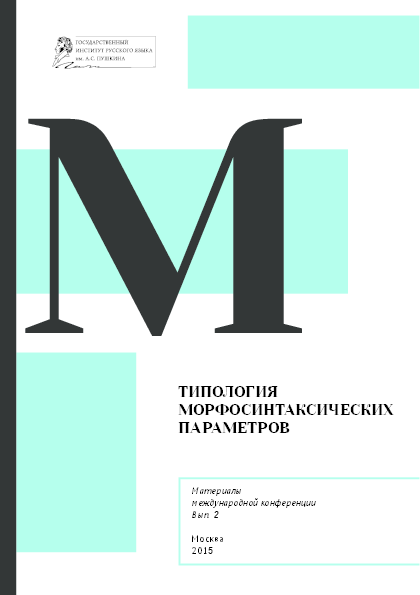 ГОСУДАРСТВЕННЫЙ
ИНСТИТУТ РУССКОГО ЯЗЫКА
им. А.С. ПУШКИНА
М
ТИПОЛОГИЯ
МОРФОСИНТАКСИЧЕСКИХ
ПАРАМЕТРОВ
Материалы
международной конференции
Вып. 2
Москва
2015